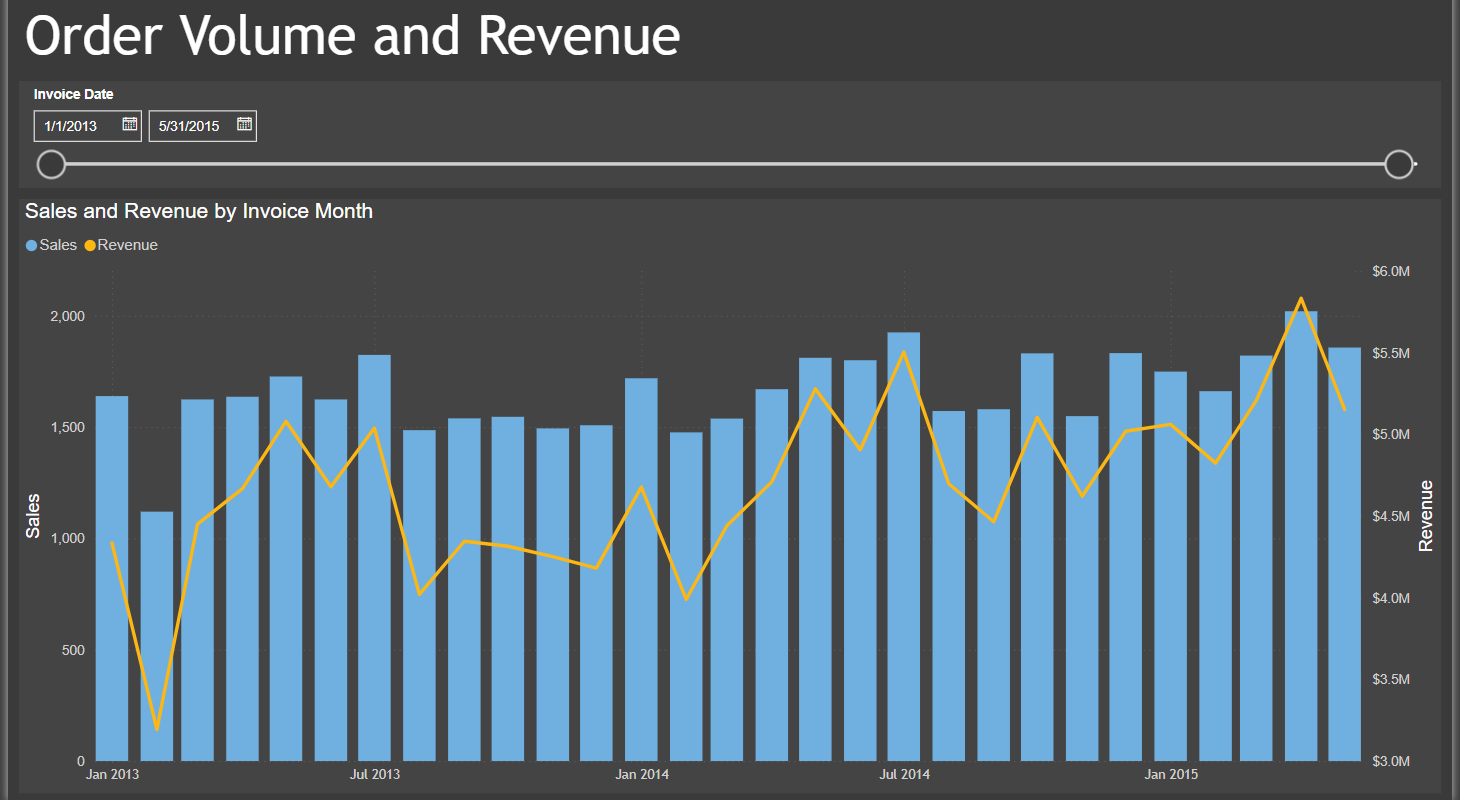 Order Volume and Revenue
Invoice Date
1/1/2013 5/31/2015
Sales and Revenue by Invoice Month
Sales Revenue
$6.0M
2,000
$5.5M
1,500
$5.0M
1,000
$4.5M
Sales
Revenue
$4.0M
500
$3.5M
0
$3.0M
Jan 2013 Jul 2013 Jan 2014 Jul 2014 Jan 2015